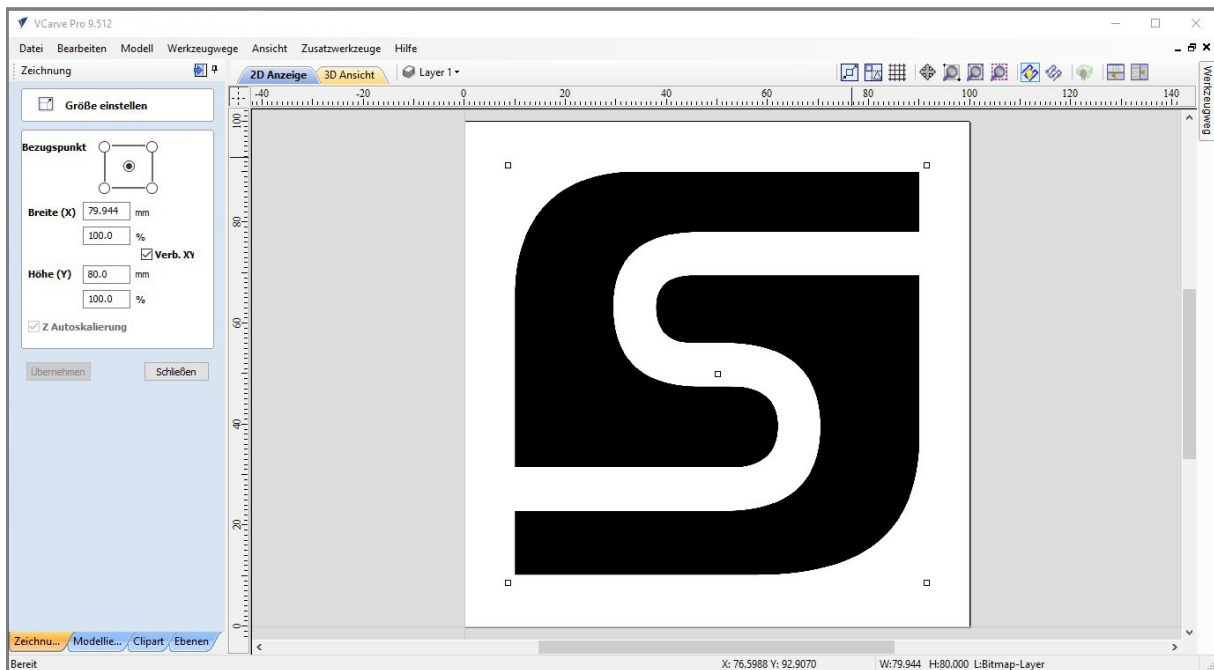 VCarve Pro 9.512
Datei Bearbeiten Modell Werkzeugwege Ansicht Zusatzwerkzeuge Hilfe
Zeichnung
2D Anzeige 3D Ansicht Layer 1
Größe einstellen
-40 -20 0 20 40 60 80 100 120 140
Werkzeugweg
100
80
60
40
20
0
Bezugspunkt
Breite (X) 79.944 mm
100.0 %
Verb. XY
Höhe (Y) 80.0 mm
100.0 %
Z Autoskalierung
Übernehmen Schließen
Zeichnu... Modellie... Clipart Ebenen
Bereit X: 76.5988 Y: 92.9070 W:79.944 H:80.000 L:Bitmap-Layer